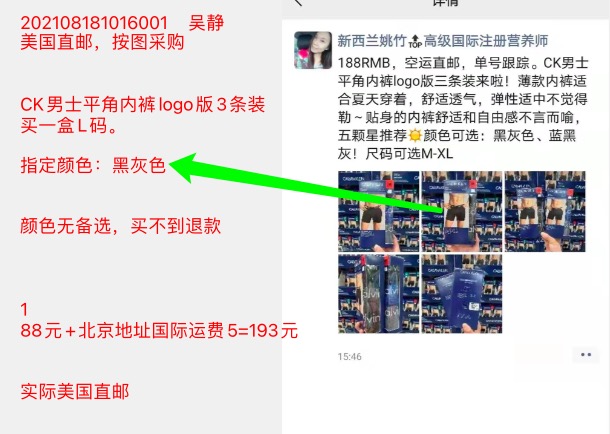 202108181016001 吴静
美国直邮，按图采购
CK男士平角内裤logo版3条装
买一盒L码。
指定颜色：黑灰色
颜色无备选，买不到退款
1
88元+北京地址国际运费5=193元
实际美国直邮
详情
新西兰姚竹🔝高级国际注册营养师
188RMB，空运直邮，单号跟踪。CK男士
平角内裤logo版三条装来啦！薄款内裤适
合夏天穿着，舒适透气，弹性适中不觉得
勒～贴身的内裤舒适和自由感不言而喻，
五颗星推荐🌟颜色可选：黑灰色、蓝黑
灰！尺码可选M-XL
15:46